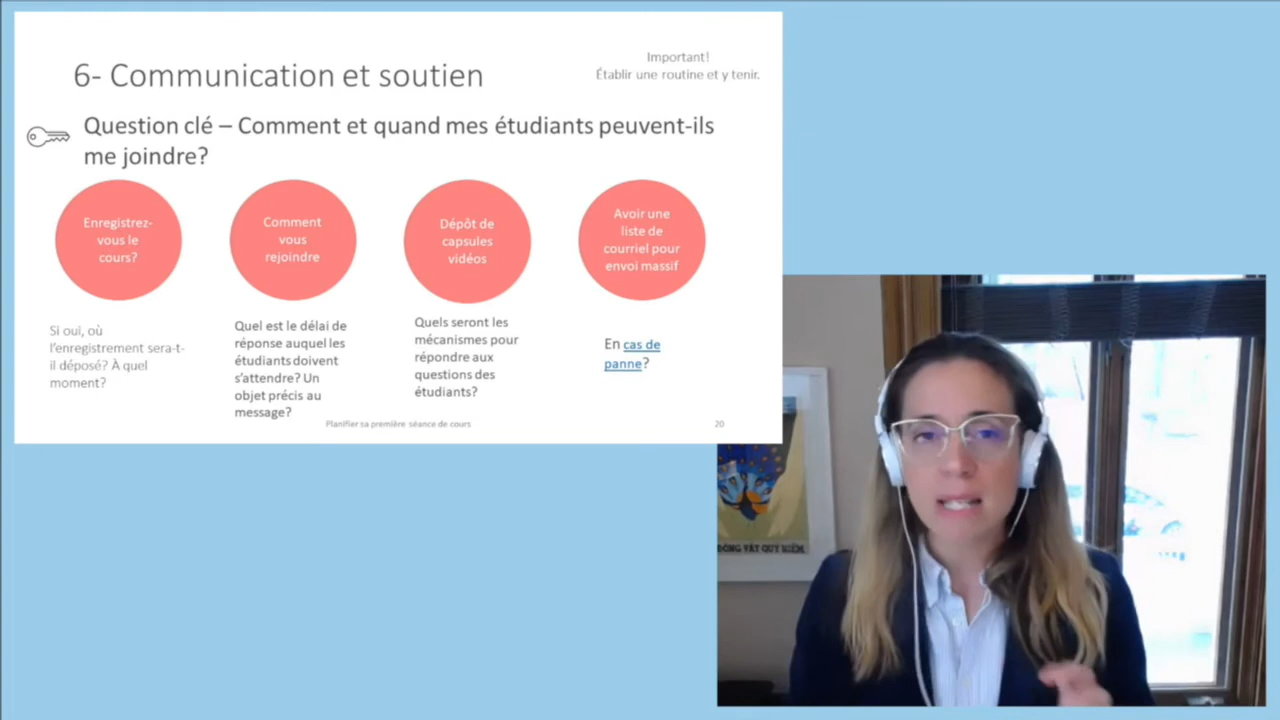 6- Communication et soutien
Important!
Établir une routine et y tenir.
Question clé – Comment et quand mes étudiants peuvent-ils
me joindre?
Enregistrez-
vous le
cours?
Comment
vous
rejoindre
Dépôt de
capsules
vidéos
Avoir une
liste de
courriel pour
envoi massif
Si oui, où
l'enregistrement sera-t-
il déposé? À quel
moment?
Quel est le délai de
réponse auquel les
étudiants doivent
s'attendre? Un
objet précis au
message?
Quels seront les
mécanismes pour
répondre aux
questions des
étudiants?
En cas de
panne?
Planifier sa première séance de cours
20
ĐỘNG VẬT QUÝ HIẾM